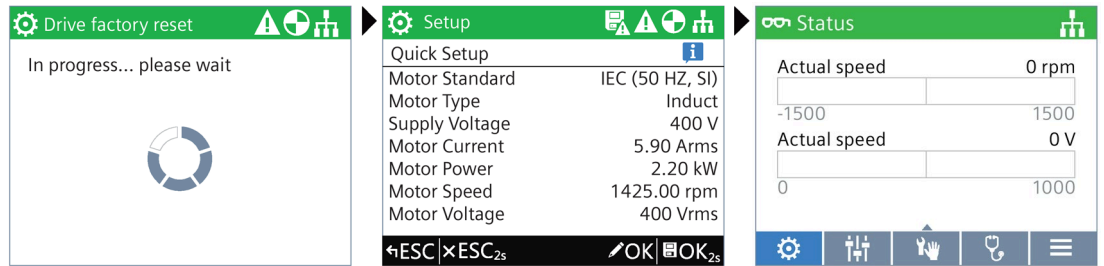 Drive factory reset
In progress... please wait
Setup
Quick Setup
Motor Standard IEC (50 HZ, SI)
Motor Type Induct
Supply Voltage 400 V
Motor Current 5.90 Arms
Motor Power 2.20 kW
Motor Speed 1425.00 rpm
Motor Voltage 400 Vrms
ESC ESC2s OK OK2s
Status
Actual speed 0 rpm
-1500 1500
Actual speed 0 V
0 1000